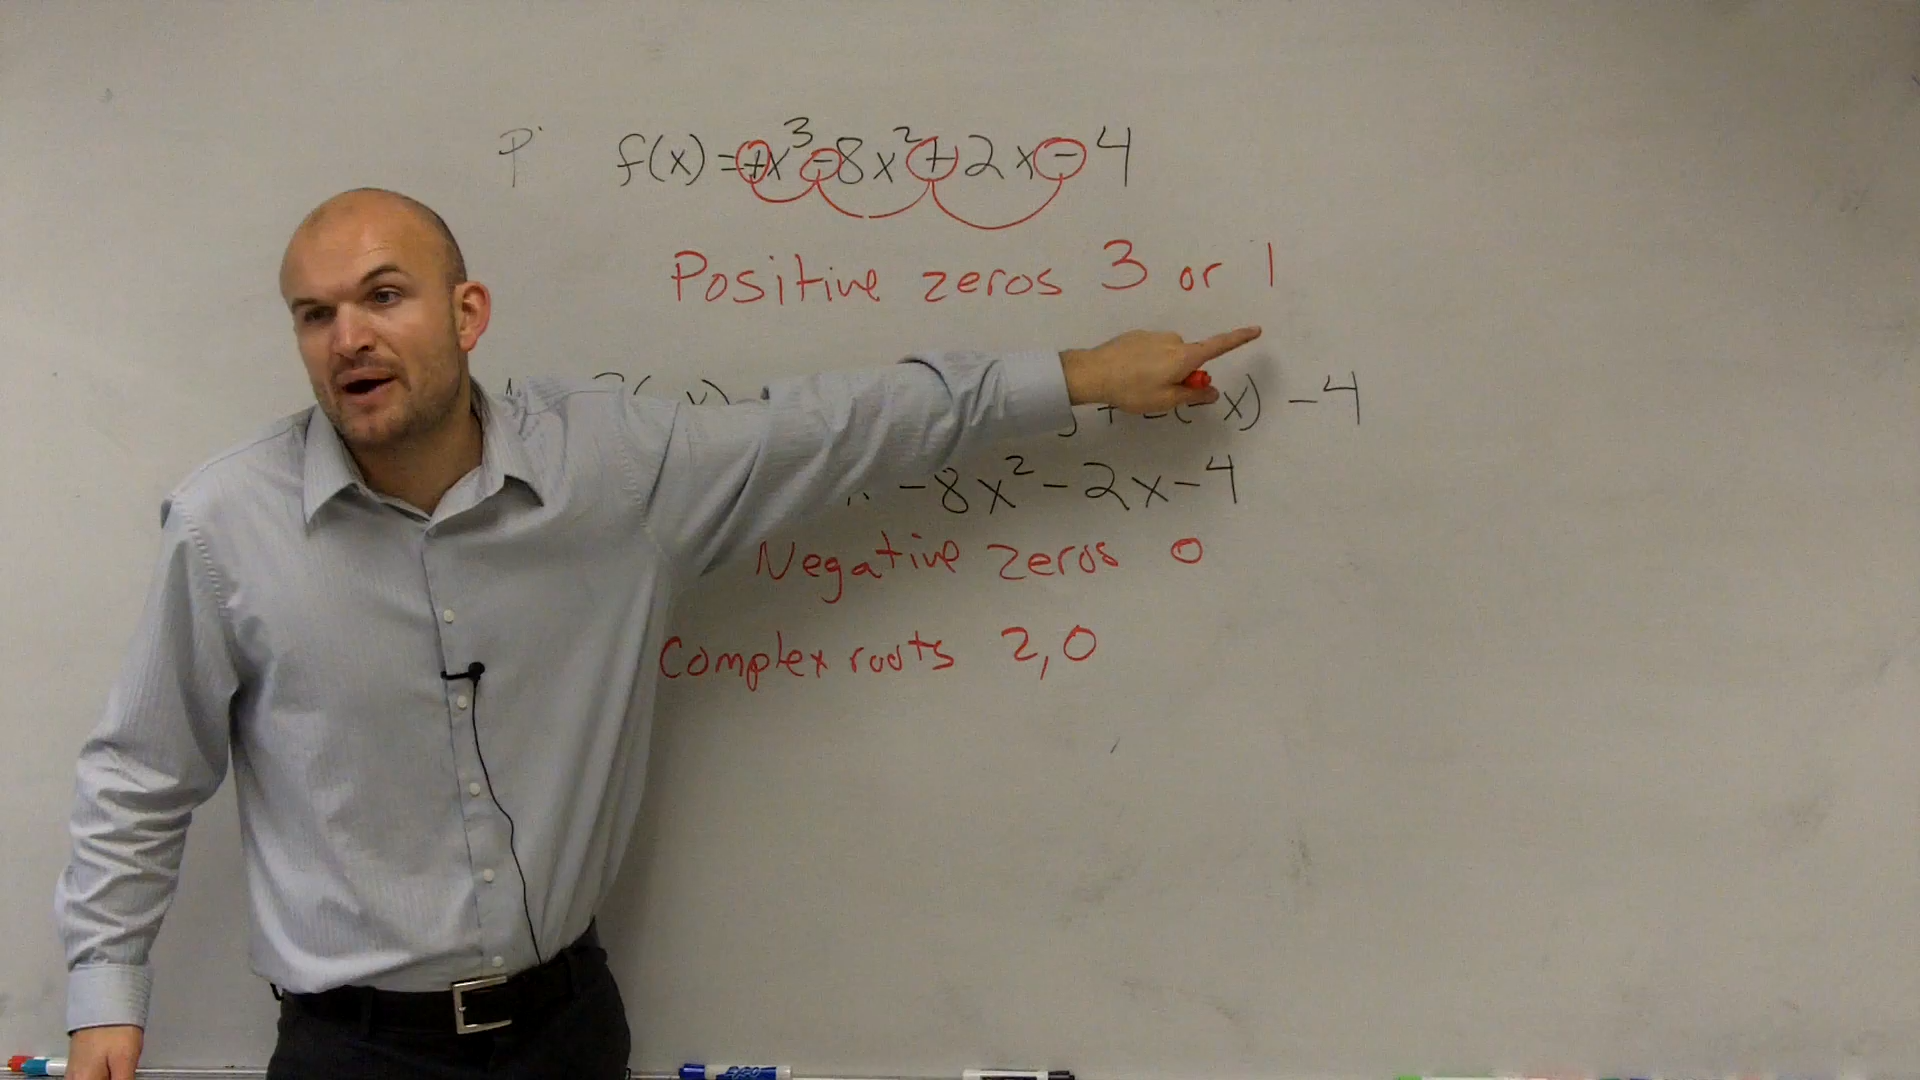 P f(x)=+x³-8x²+2x-4
Positive zeros 3 or 1
-x) -4
-8x²-2x-4
Negative zeros 0
Complex roots 2,0
EXPO